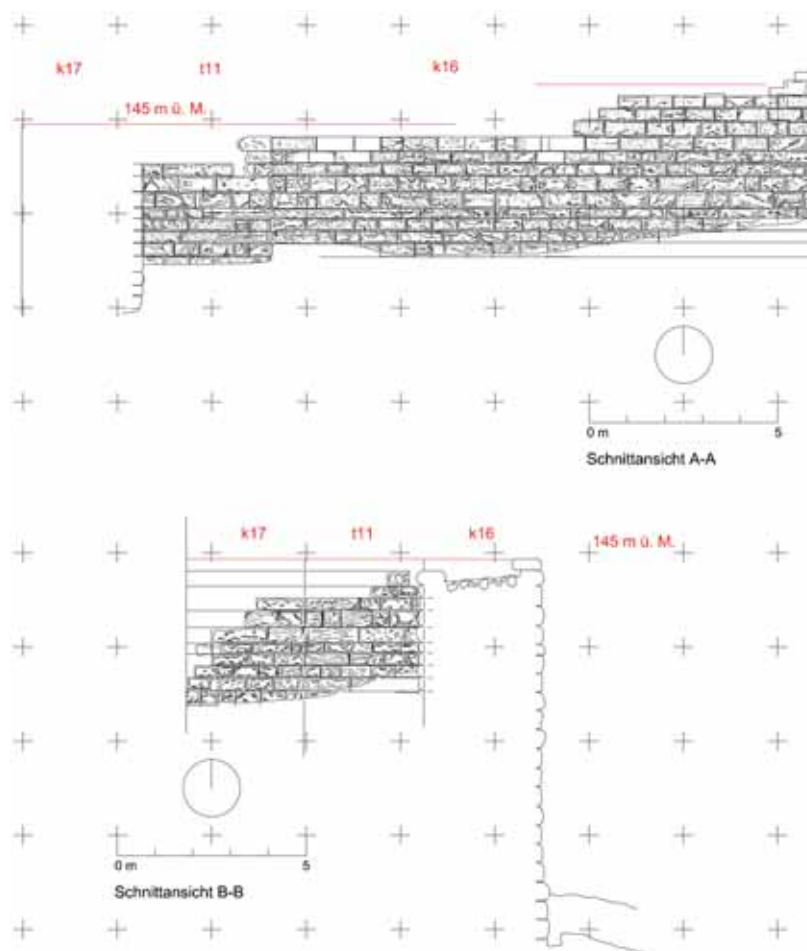 k17 t11 k16
145 m ü. M.
0 m 5
Schnittansicht A-A
k17 t11 k16 145 m ü. M.
0 m 5
Schnittansicht B-B